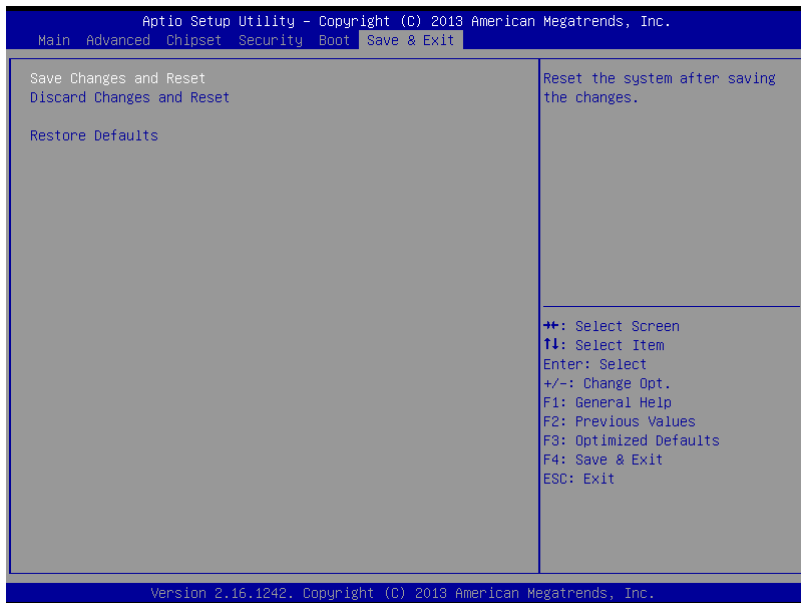 Aptio Setup Utility – Copyright (C) 2013 American Megatrends, Inc.
Main Advanced Chipset Security Boot Save & Exit
Save Changes and Reset
Discard Changes and Reset
Restore Defaults
Reset the system after saving
the changes.
→←: Select Screen
↑↓: Select Item
Enter: Select
+/-: Change Opt.
F1: General Help
F2: Previous Values
F3: Optimized Defaults
F4: Save & Exit
ESC: Exit
Version 2.16.1242. Copyright (C) 2013 American Megatrends, Inc.